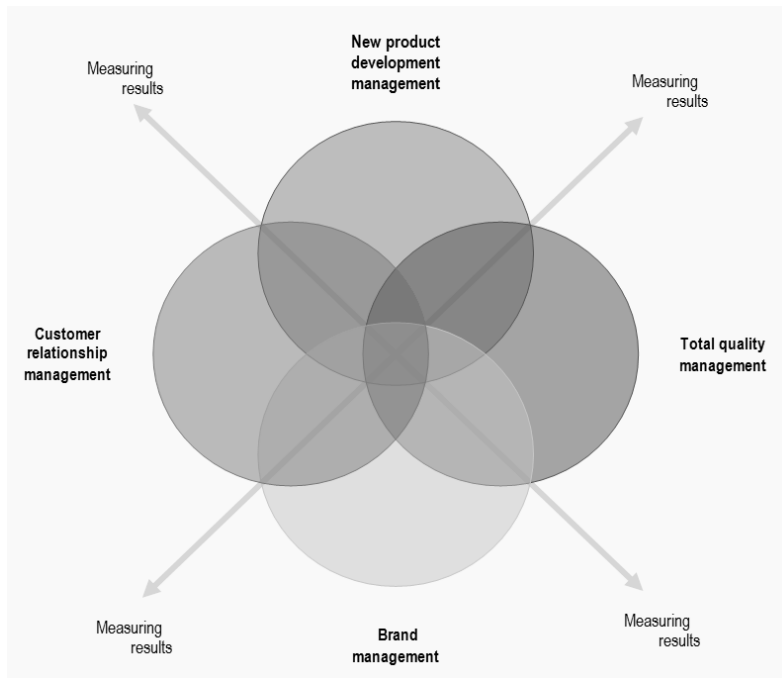 New product
development
management
Measuring
results
Measuring
results
Customer
relationship
management
Total quality
management
Measuring
results
Brand
management
Measuring
results